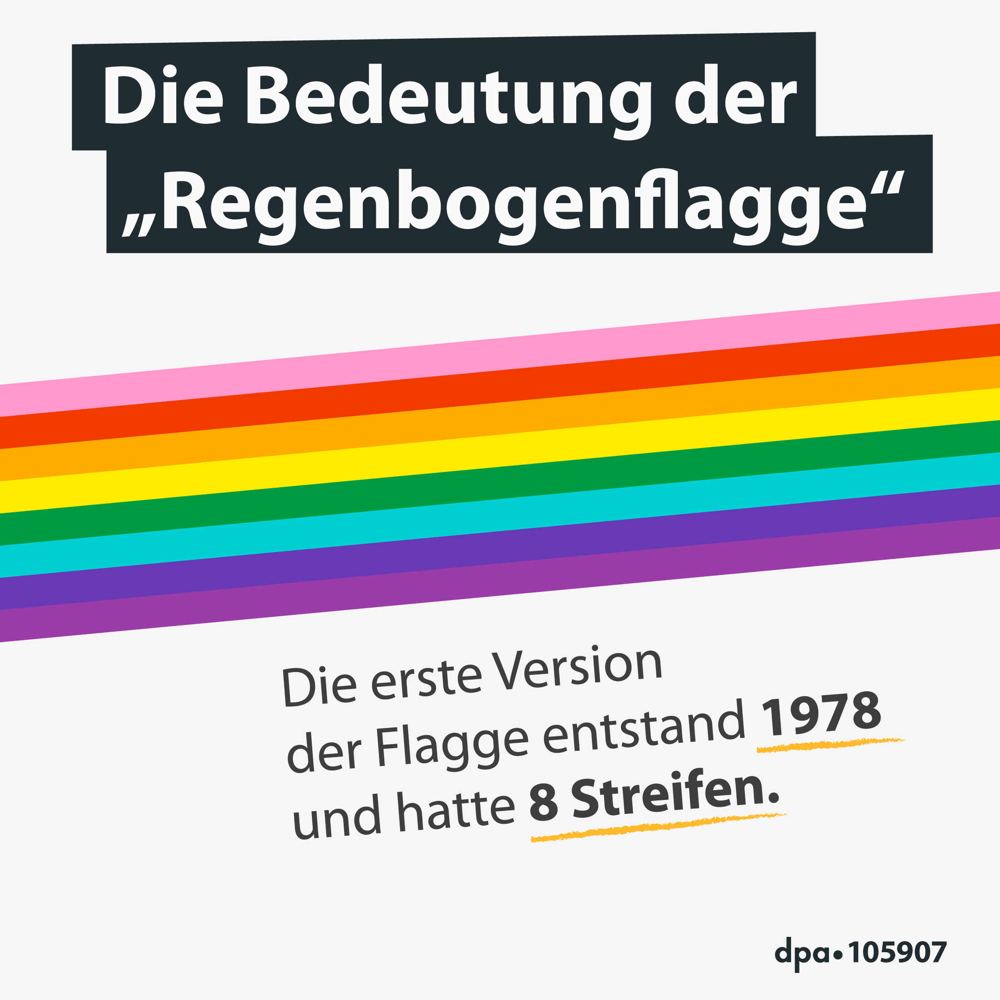 Die Bedeutung der
„Regenbogenflagge“
Die erste Version
der Flagge entstand 1978
und hatte 8 Streifen.
dpa•105907